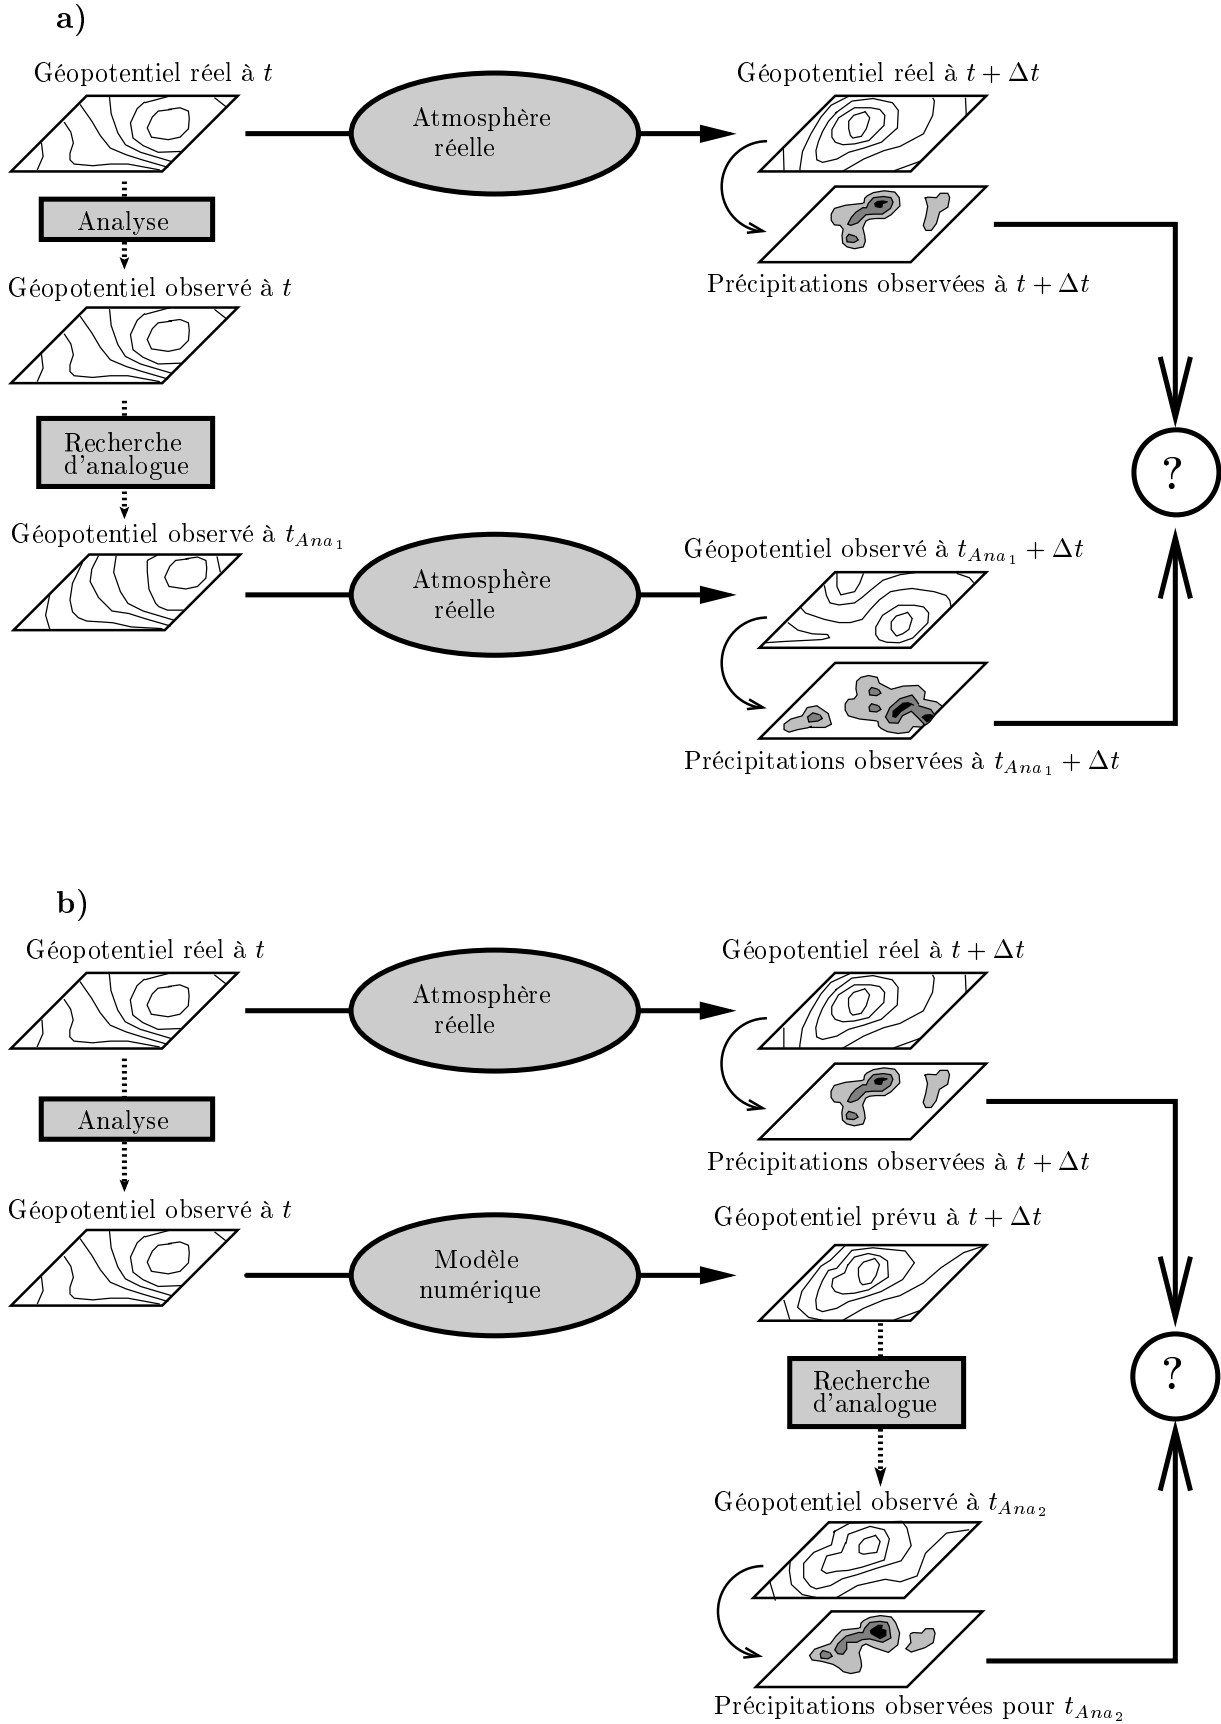 a)
Géopotentiel réel à t
Géopotentiel réel à t + Δt
Atmosphère
réelle
Analyse
Géopotentiel observé à t
Précipitations observées à t + Δt
Recherche
d'analogue
?
Géopotentiel observé à t_{Ana_1}
Géopotentiel observé à t_{Ana_1} + Δt
Atmosphère
réelle
Précipitations observées à t_{Ana_1} + Δt
b)
Géopotentiel réel à t
Géopotentiel réel à t + Δt
Atmosphère
réelle
Analyse
Précipitations observées à t + Δt
Géopotentiel observé à t
Géopotentiel prévu à t + Δt
Modèle
numérique
Recherche
d'analogue
?
Géopotentiel observé à t_{Ana_2}
Précipitations observées pour t_{Ana_2}